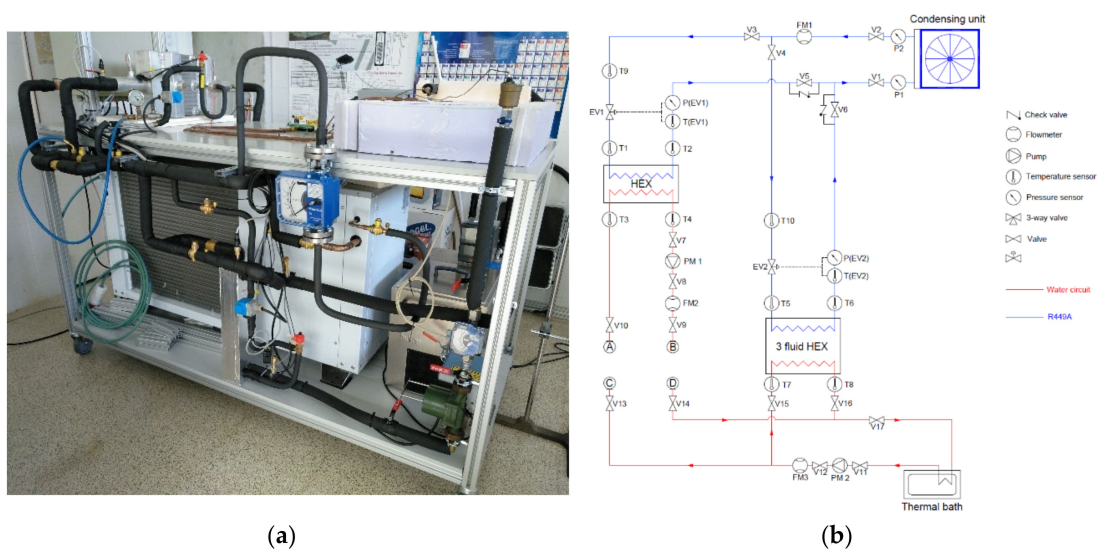 Condensing unit
FM1
V3
V2
P2
V4
T9
V5
V1
P1
P(EV1)
V6
EV1
T(EV1)
T1
T2
HEX
T3
T4
V7
PM 1
V8
FM2
V10
V9
A
B
T10
P(EV2)
EV2
T(EV2)
T5
T6
3 fluid HEX
C
D
T7
T8
V13
V14
V15
V16
V17
FM3
V12
PM 2
V11
Thermal bath
Check valve
Flowmeter
Pump
Temperature sensor
Pressure sensor
3-way valve
Valve
Water circuit
R449A
(a)
(b)